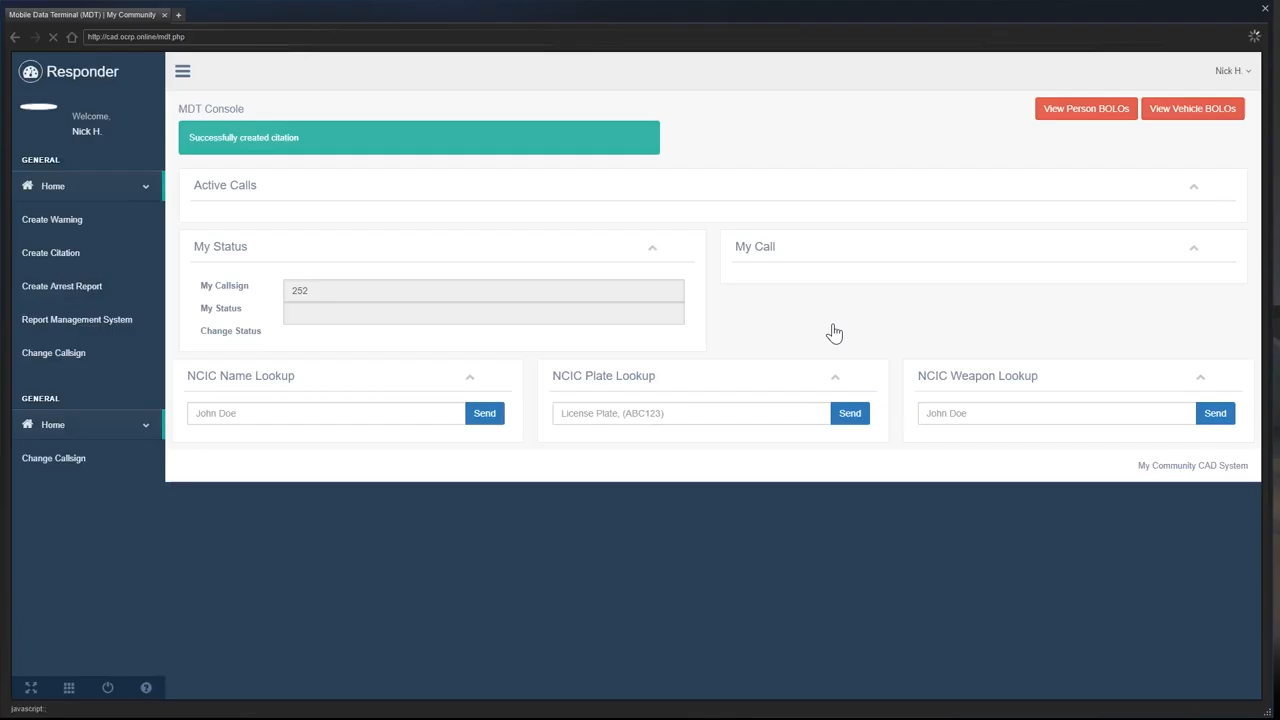 Mobile Data Terminal (MDT) | My Community
http://cad.ocrp.online/mdt.php
Responder
Nick H.
Welcome,
Nick H.
MDT Console
View Person BOLOs
View Vehicle BOLOs
Successfully created citation
GENERAL
Home
Create Warning
Create Citation
Create Arrest Report
Report Management System
Change Callsign
GENERAL
Home
Change Callsign
Active Calls
My Status
My Callsign
252
My Status
Change Status
My Call
NCIC Name Lookup
John Doe
Send
NCIC Plate Lookup
License Plate, (ABC123)
Send
NCIC Weapon Lookup
John Doe
Send
My Community CAD System
javascript:;